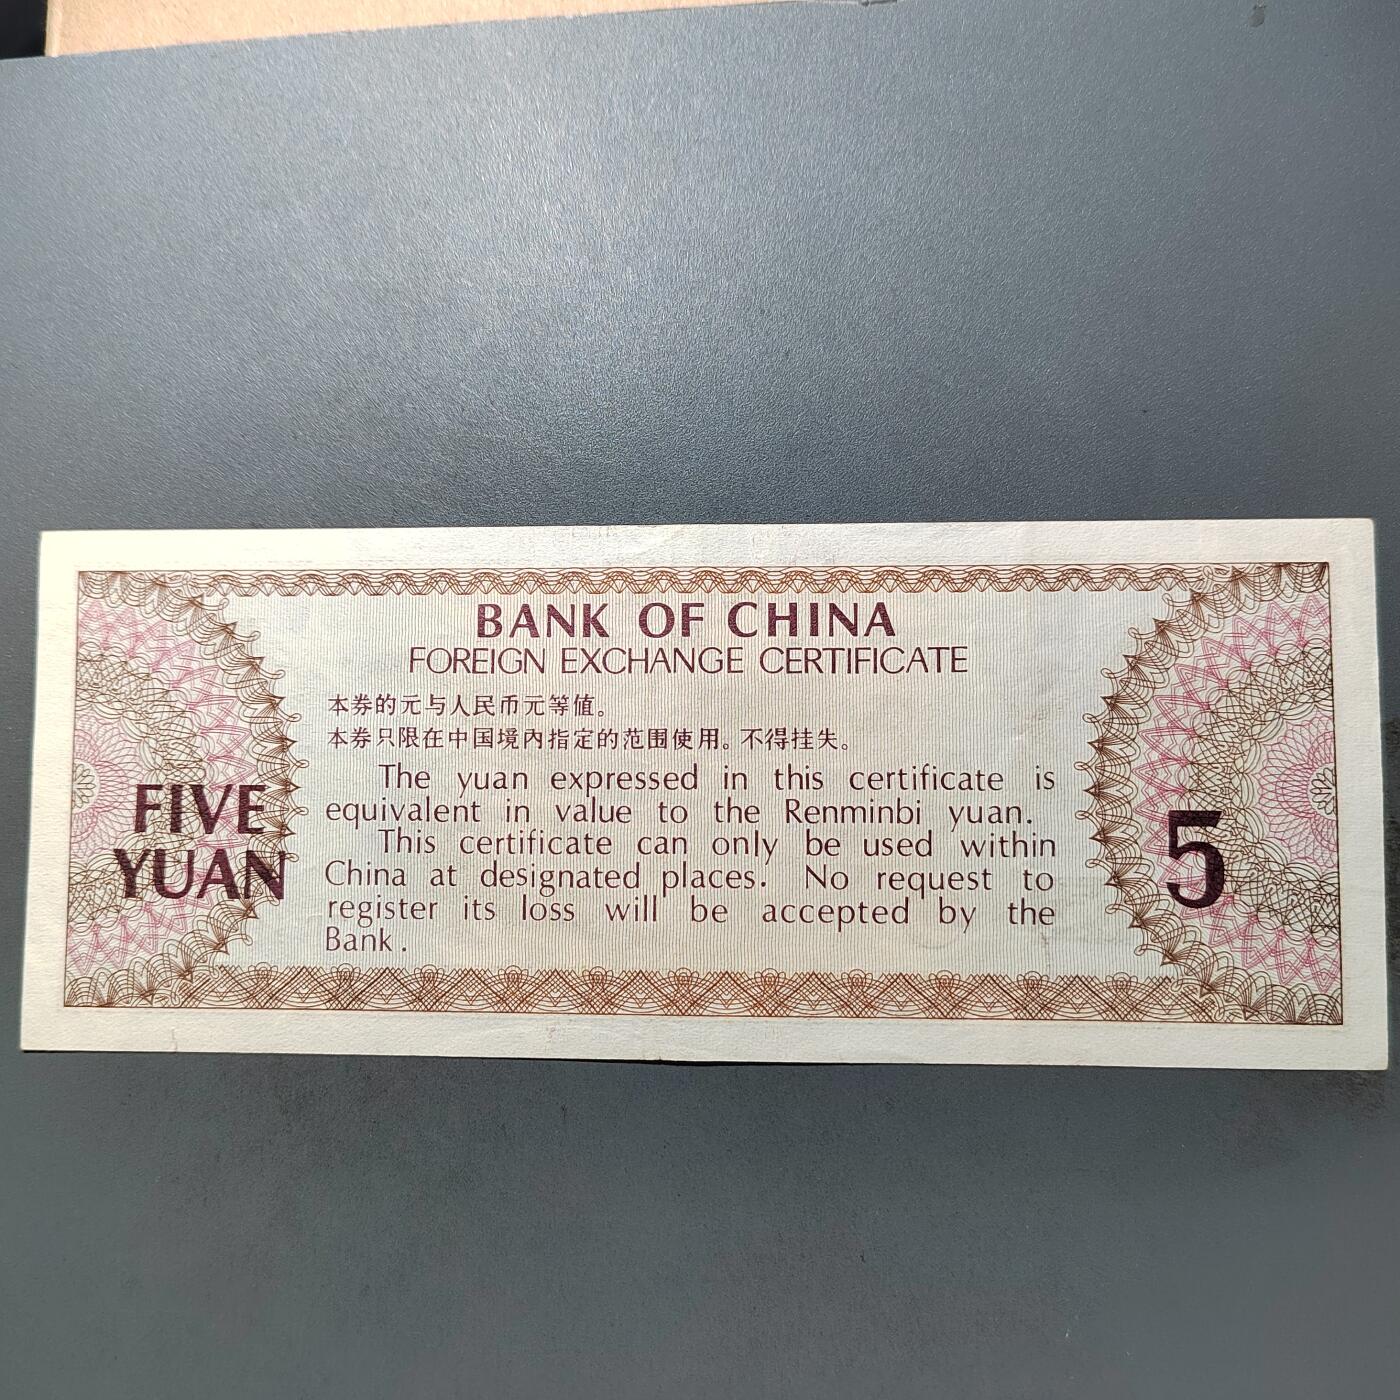 BANK OF CHINA
FOREIGN EXCHANGE CERTIFICATE
本券的元与人民币元等值。
本券只限在中国境内指定的范围使用。不得挂失。
The yuan expressed in this certificate is
equivalent in value to the Renminbi yuan.
This certificate can only be used within
China at designated places. No request to
register its loss will be accepted by the
Bank.
FIVE
YUAN
5